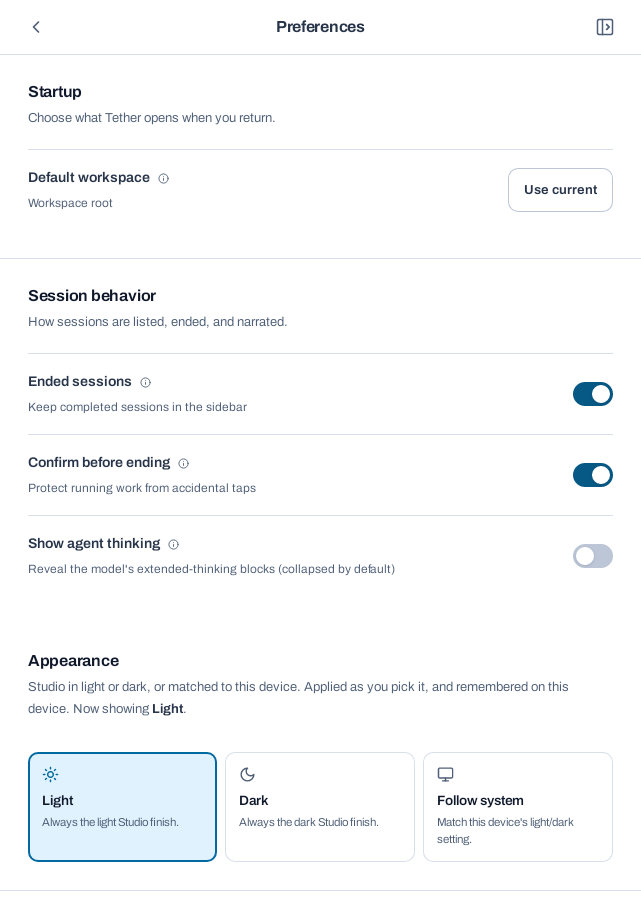 Preferences
Startup
Choose what Tether opens when you return.
Default workspace
Use current
Workspace root
Session behavior
How sessions are listed, ended, and narrated.
Ended sessions
Keep completed sessions in the sidebar
Confirm before ending
Protect running work from accidental taps
Show agent thinking
Reveal the model's extended-thinking blocks (collapsed by default)
Appearance
Studio in light or dark, or matched to this device. Applied as you pick it, and remembered on this
device. Now showing Light.
Light
Always the light Studio finish.
Dark
Always the dark Studio finish.
Follow system
Match this device's light/dark
setting.